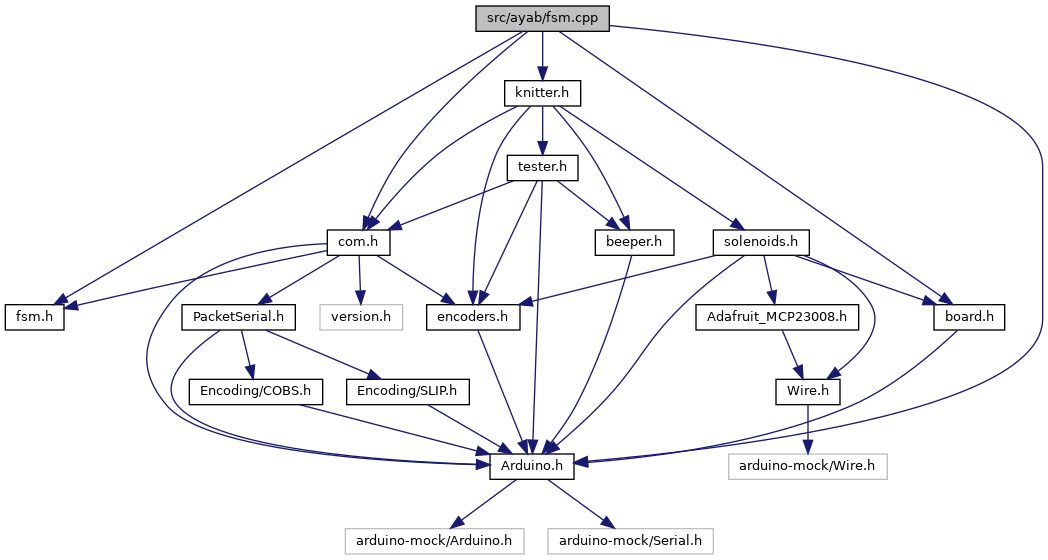 src/ayab/fsm.cpp
knitter.h
tester.h
com.h
beeper.h
solenoids.h
fsm.h
PacketSerial.h
version.h
encoders.h
Adafruit_MCP23008.h
board.h
Encoding/COBS.h
Encoding/SLIP.h
Wire.h
Arduino.h
arduino-mock/Wire.h
arduino-mock/Arduino.h
arduino-mock/Serial.h